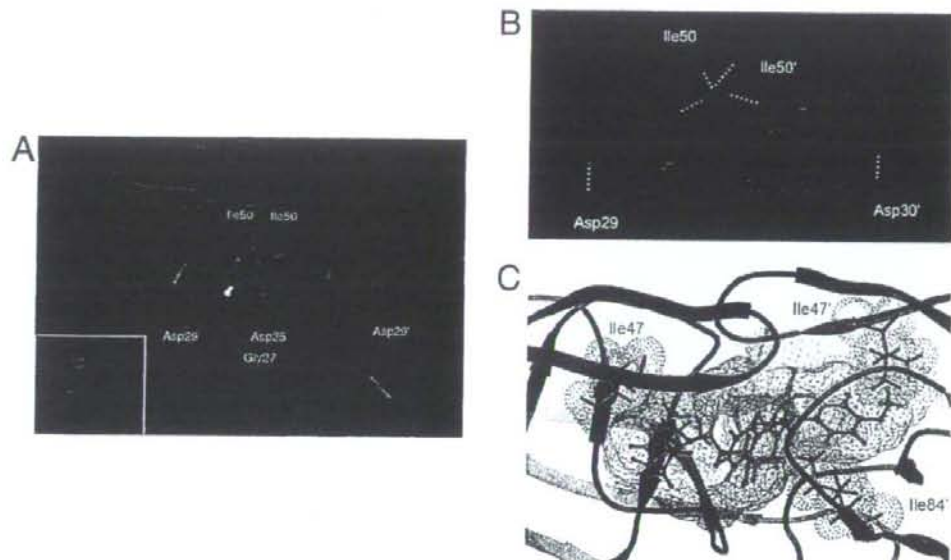 A
Ile50 Ile50
Asp29 Asp25 Asp29'
Gly27
B
Ile50
Ile50'
Asp29 Asp30'
C
Ile47 Ile47'
Ile84'